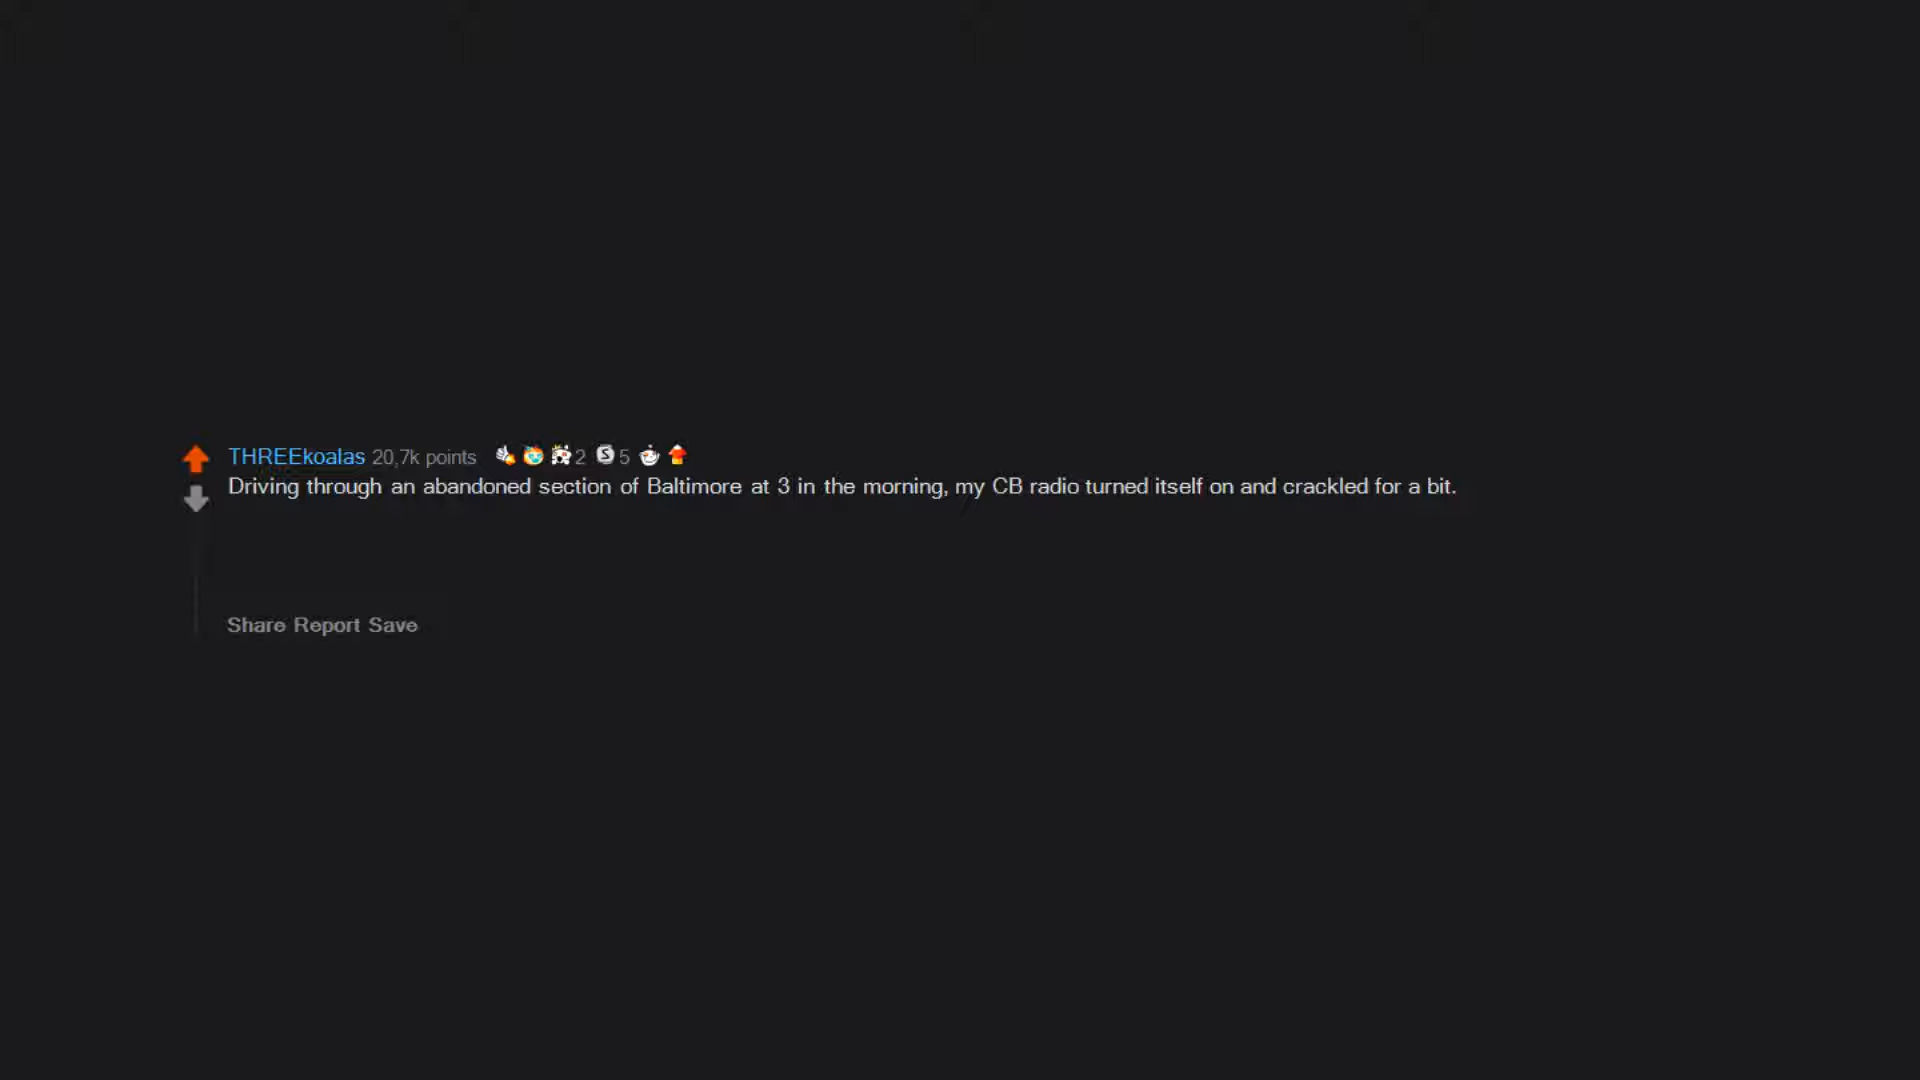 THREEkoalas 20,7k points 2 5
Driving through an abandoned section of Baltimore at 3 in the morning, my CB radio turned itself on and crackled for a bit.
Share Report Save